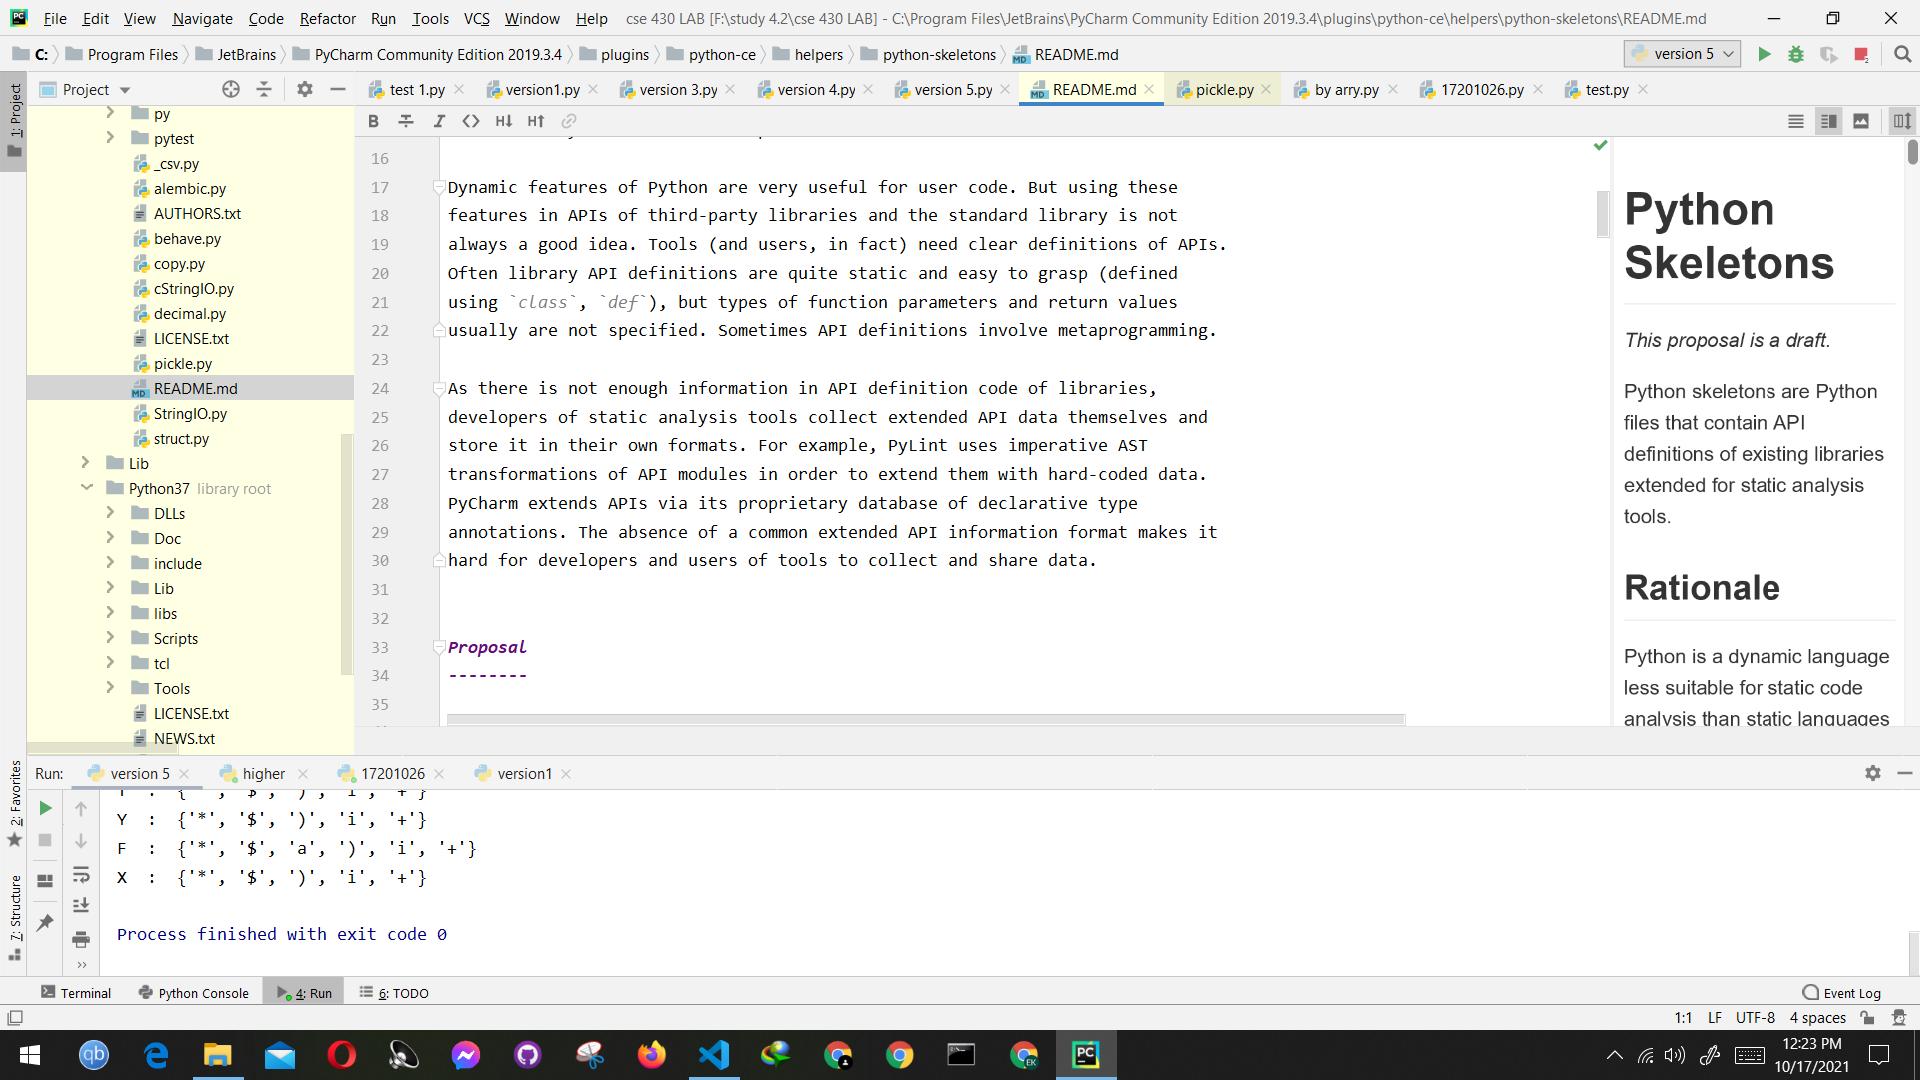 File Edit View Navigate Code Refactor Run Tools VCS Window Help cse 430 LAB [F:\study 4.2\cse 430 LAB] - C:\Program Files\JetBrains\PyCharm Community Edition 2019.3.4\plugins\python-ce\helpers\python-skeletons\README.md
C: Program Files JetBrains PyCharm Community Edition 2019.3.4 plugins python-ce helpers python-skeletons README.md version 5
1: Project
Project
test 1.py version1.py version 3.py version 4.py version 5.py README.md pickle.py by arry.py 17201026.py test.py
py
pytest
_csv.py
alembic.py
AUTHORS.txt
behave.py
copy.py
cStringIO.py
decimal.py
LICENSE.txt
pickle.py
README.md
StringIO.py
struct.py
Lib
Python37 library root
DLLs
Doc
include
Lib
libs
Scripts
tcl
Tools
LICENSE.txt
NEWS.txt
16
17 Dynamic features of Python are very useful for user code. But using these
18 features in APIs of third-party libraries and the standard library is not
19 always a good idea. Tools (and users, in fact) need clear definitions of APIs.
20 Often library API definitions are quite static and easy to grasp (defined
21 using `class`, `def`), but types of function parameters and return values
22 usually are not specified. Sometimes API definitions involve metaprogramming.
23
24 As there is not enough information in API definition code of libraries,
25 developers of static analysis tools collect extended API data themselves and
26 store it in their own formats. For example, PyLint uses imperative AST
27 transformations of API modules in order to extend them with hard-coded data.
28 PyCharm extends APIs via its proprietary database of declarative type
29 annotations. The absence of a common extended API information format makes it
30 hard for developers and users of tools to collect and share data.
31
32
33 Proposal
34 --------
35
Python
Skeletons
This proposal is a draft.
Python skeletons are Python
files that contain API
definitions of existing libraries
extended for static analysis
tools.
Rationale
Python is a dynamic language
less suitable for static code
analysis than static languages
2: Favorites
7: Structure
Run: version 5 higher 17201026 version1
Y : {'*', '$', ')', 'i', '+'}
F : {'*', '$', 'a', ')', 'i', '+'}
X : {'*', '$', ')', 'i', '+'}
Process finished with exit code 0
Terminal Python Console 4: Run 6: TODO Event Log
1:1 LF UTF-8 4 spaces
12:23 PM
10/17/2021